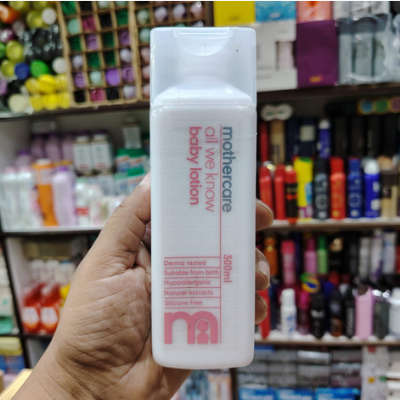 mothercare
all we know
baby lotion
300ml
Derma tested
Suitable from birth
Hypoallergenic
Natural extracts
Silicone free